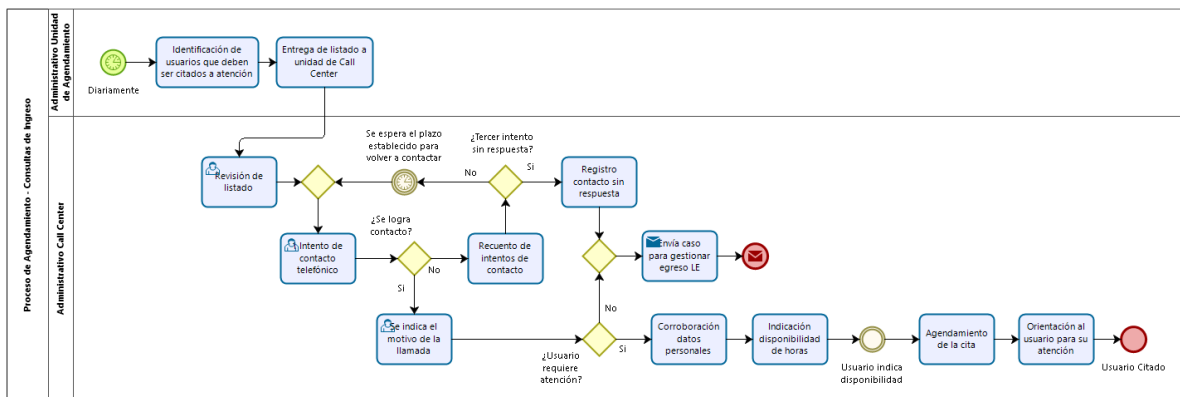 Proceso de Agendamiento - Consultas de Ingreso
Administrativo Unidad
de Agendamiento
Diariamente
Identificación de
usuarios que deben
ser citados a atención
Entrega de listado a
unidad de Call
Center
Administrativo Call Center
Revisión de
listado
Se espera el plazo
establecido para
volver a contactar
¿Tercer intento
sin respuesta?
No
Si
Registro
contacto sin
respuesta
Intento de
contacto
telefónico
¿Se logra
contacto?
No
Si
Recuento de
intentos de
contacto
Envía caso
para gestionar
egreso LE
Se indica el
motivo de la
llamada
¿Usuario
requiere
atención?
No
Si
Corroboración
datos
personales
Indicación
disponibilidad
de horas
Usuario indica
disponibilidad
Agendamiento
de la cita
Orientación al
usuario para su
atención
Usuario Citado